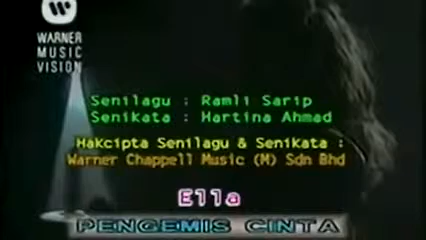 WARNER
MUSIC
VISION
Senilagu : Ramli Sarip
Senikata : Hartina Ahmad
Hakcipta Senilagu & Senikata :
Warner Chappell Music (M) Sdn Bhd
Ella
PENGEMIS CINTA